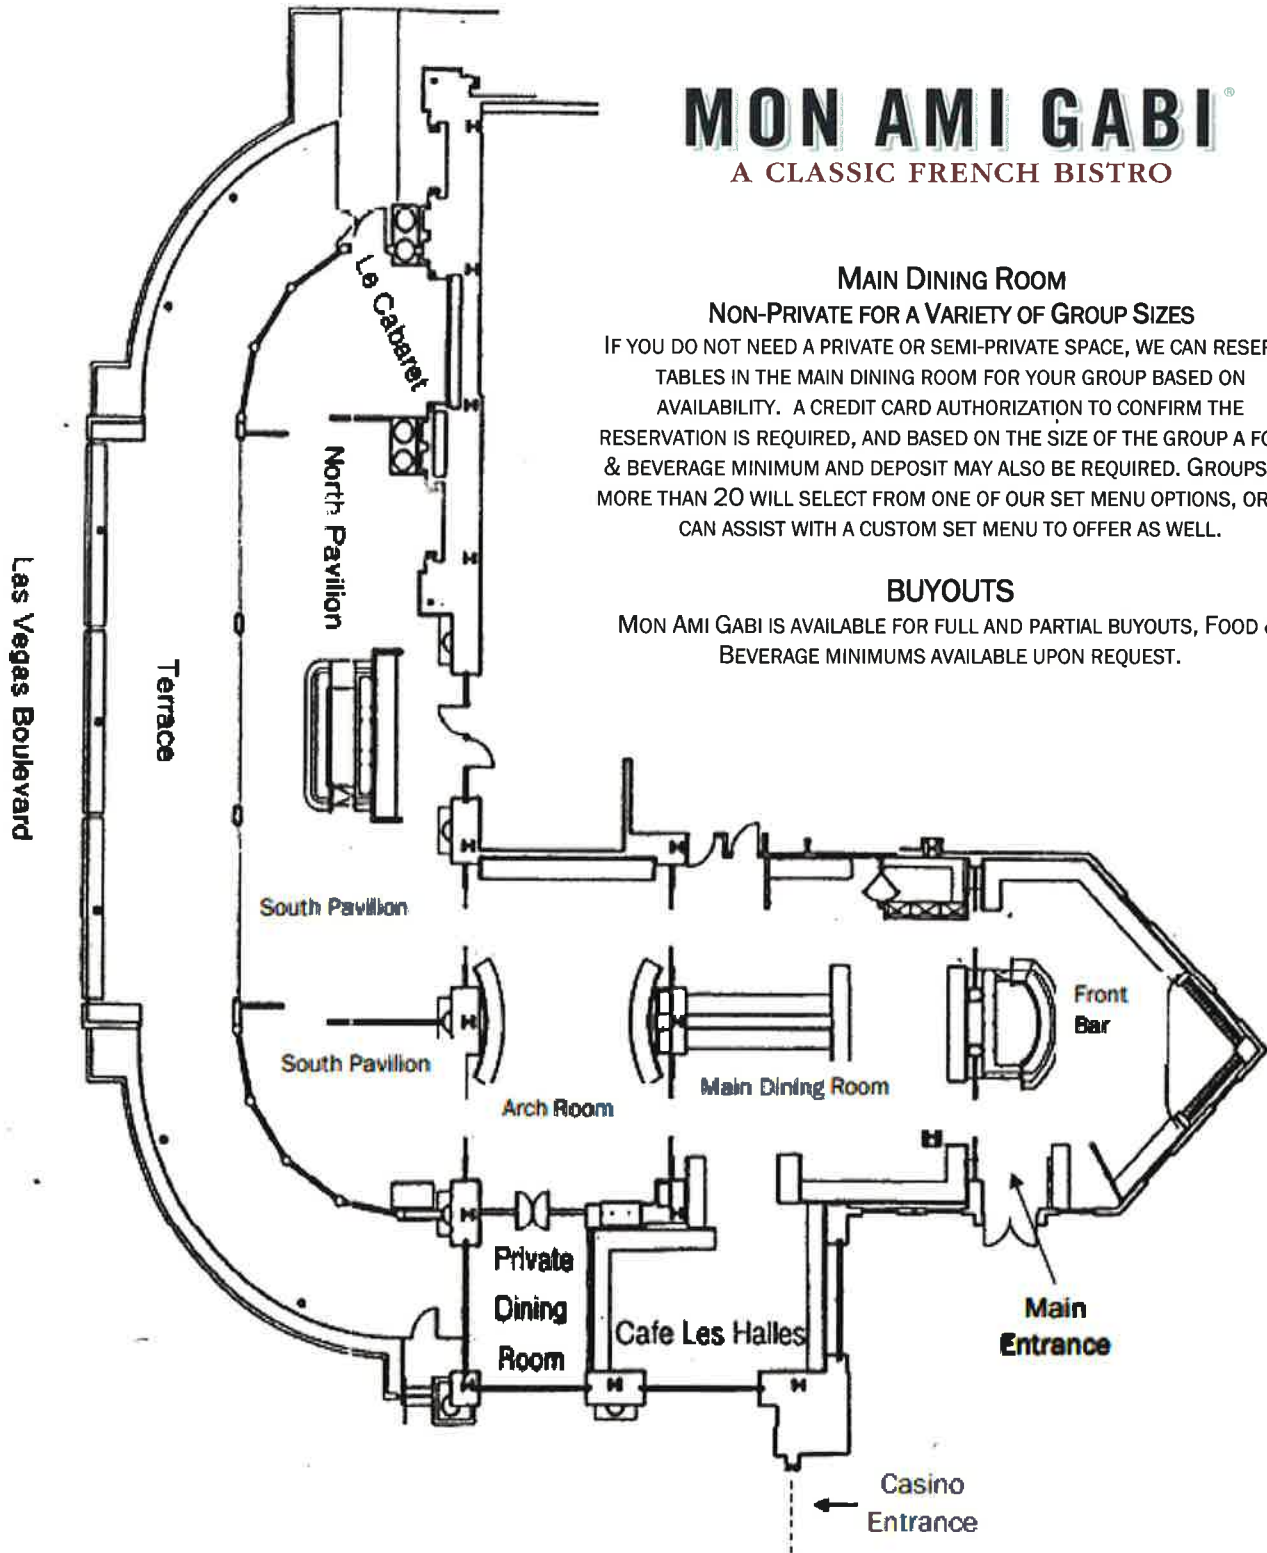 MON AMI GABI®
A CLASSIC FRENCH BISTRO
MAIN DINING ROOM
NON-PRIVATE FOR A VARIETY OF GROUP SIZES
IF YOU DO NOT NEED A PRIVATE OR SEMI-PRIVATE SPACE, WE CAN RESER
TABLES IN THE MAIN DINING ROOM FOR YOUR GROUP BASED ON
AVAILABILITY. A CREDIT CARD AUTHORIZATION TO CONFIRM THE
RESERVATION IS REQUIRED, AND BASED ON THE SIZE OF THE GROUP A FO
& BEVERAGE MINIMUM AND DEPOSIT MAY ALSO BE REQUIRED. GROUPS
MORE THAN 20 WILL SELECT FROM ONE OF OUR SET MENU OPTIONS, OR
CAN ASSIST WITH A CUSTOM SET MENU TO OFFER AS WELL.
BUYOUTS
MON AMI GABI IS AVAILABLE FOR FULL AND PARTIAL BUYOUTS, FOOD
BEVERAGE MINIMUMS AVAILABLE UPON REQUEST.
Le Cabaret
North Pavilion
Las Vegas Boulevard
Terrace
South Pavilion
South Pavilion
Arch Room
Main Dining Room
Front
Bar
Private
Dining
Room
Cafe Les Halles
Main
Entrance
Casino
Entrance